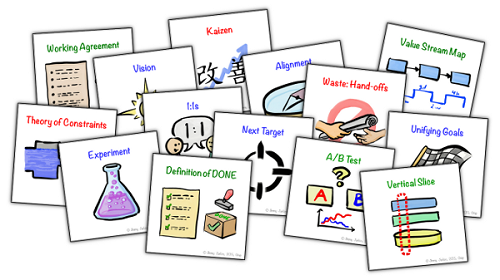 Working Agreement
Vision
Kaizen
改善
Alignment
Value Stream Map
Waste: Hand-offs
Theory of Constraints
1:1s
Next Target
Unifying Goals
Experiment
Definition of DONE
DONE
A/B Test
?
A
B
Vertical Slice